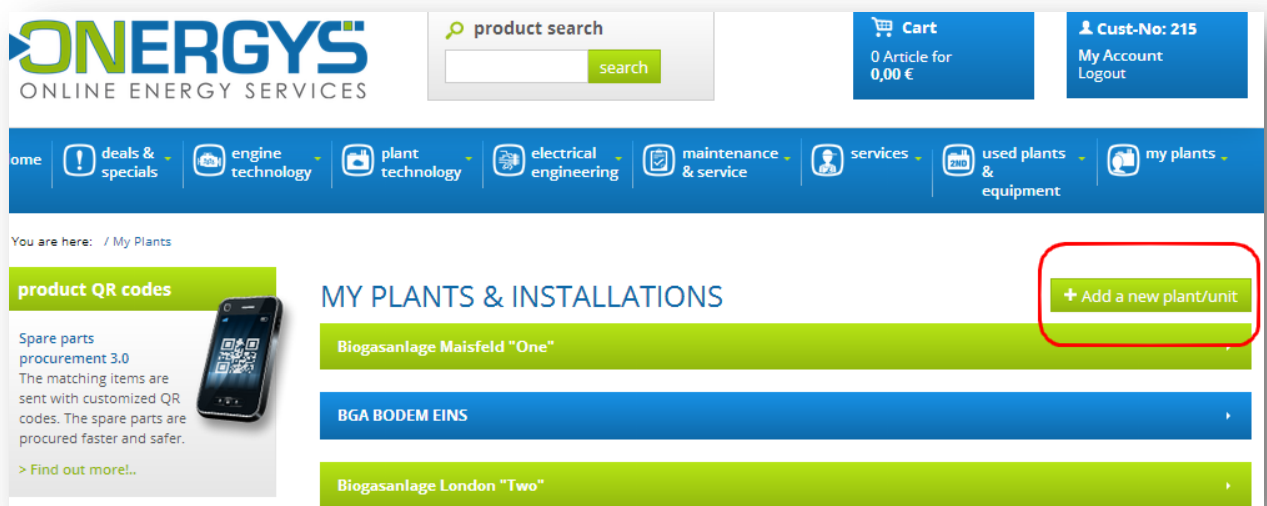 ONERGYS
ONLINE ENERGY SERVICES
product search
search
Cart
0 Article for
0,00 €
Cust-No: 215
My Account
Logout
ome
deals &
specials
engine
technology
plant
technology
electrical
engineering
maintenance
& service
services
2ND
used plants
&
equipment
my plants
You are here: / My Plants
product QR codes
Spare parts
procurement 3.0
The matching items are
sent with customized QR
codes. The spare parts are
procured faster and safer.
> Find out more!..
MY PLANTS & INSTALLATIONS
+ Add a new plant/unit
Biogasanlage Maisfeld "One"
BGA BODEM EINS
Biogasanlage London "Two"